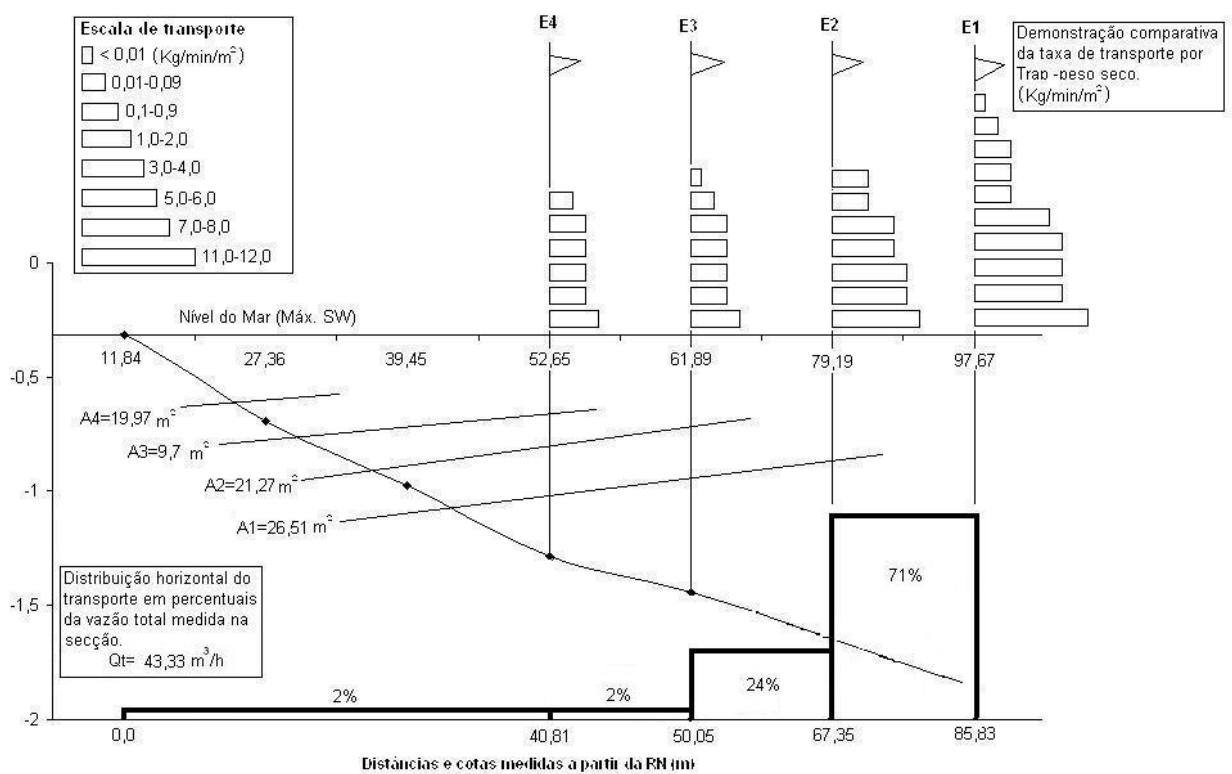 Escala de transporte
< 0,01 (Kg/min/m²)
0,01-0,09
0,1-0,9
1,0-2,0
3,0-4,0
5,0-6,0
7,0-8,0
11,0-12,0
E4
E3
E2
E1
Demonstração comparativa
da taxa de transporte por
Trap -peso seco.
(Kg/min/m²)
0
-0,5
-1
-1,5
-2
Nível do Mar (Máx. SW)
11,84
27,36
39,45
52,65
61,89
79,19
97,67
A4=19,97 m²
A3=9,7 m²
A2=21,27 m²
A1=26,51 m²
Distribuição horizontal do
transporte em percentuais
da vazão total medida na
secção.
Qt= 43,33 m³/h
2%
2%
24%
71%
0,0
40,81
50,05
67,35
85,83
Distâncias e cotas medidas a partir da RN (m)